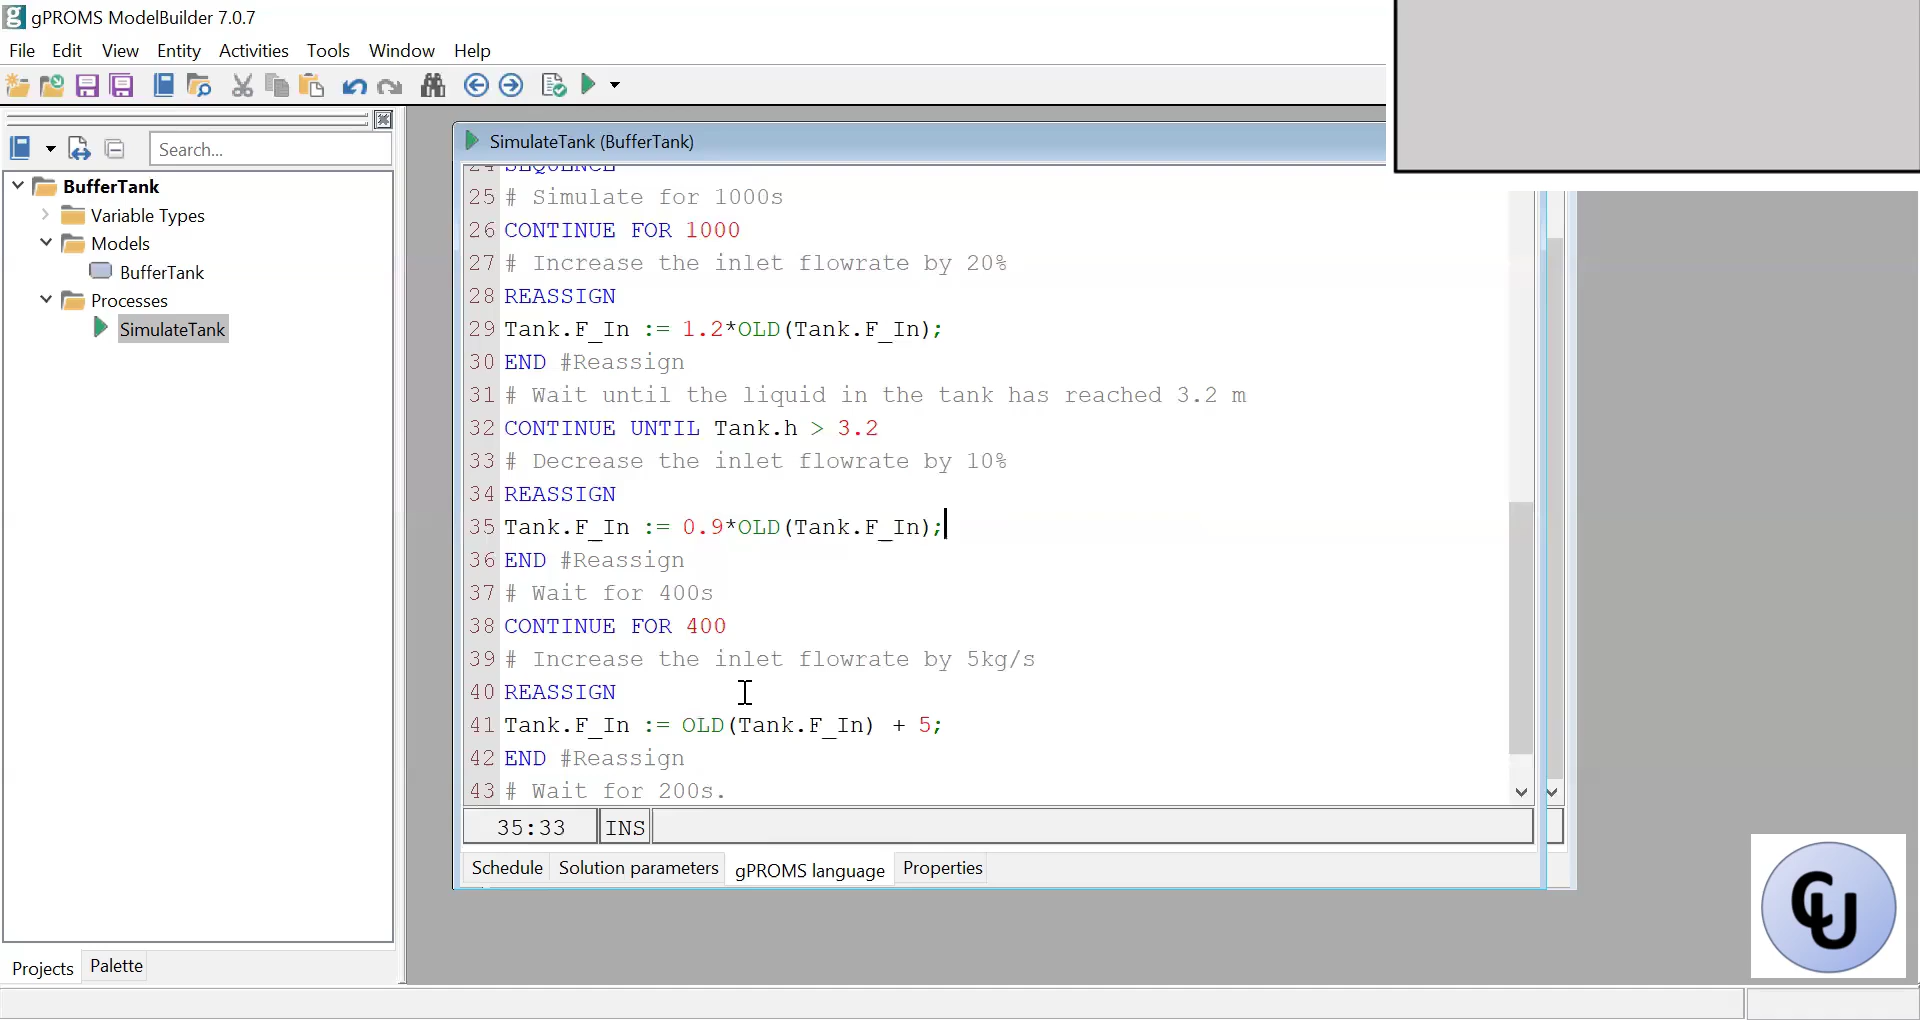 gPROMS ModelBuilder 7.0.7
File Edit View Entity Activities Tools Window Help
Search...
BufferTank
Variable Types
Models
BufferTank
Processes
SimulateTank
Projects Palette
SimulateTank (BufferTank)
24 SEQUENCE
25 # Simulate for 1000s
26 CONTINUE FOR 1000
27 # Increase the inlet flowrate by 20%
28 REASSIGN
29 Tank.F_In := 1.2*OLD(Tank.F_In);
30 END #Reassign
31 # Wait until the liquid in the tank has reached 3.2 m
32 CONTINUE UNTIL Tank.h > 3.2
33 # Decrease the inlet flowrate by 10%
34 REASSIGN
35 Tank.F_In := 0.9*OLD(Tank.F_In);
36 END #Reassign
37 # Wait for 400s
38 CONTINUE FOR 400
39 # Increase the inlet flowrate by 5kg/s
40 REASSIGN
41 Tank.F_In := OLD(Tank.F_In) + 5;
42 END #Reassign
43 # Wait for 200s.
35:33 INS
Schedule Solution parameters gPROMS language Properties
CU